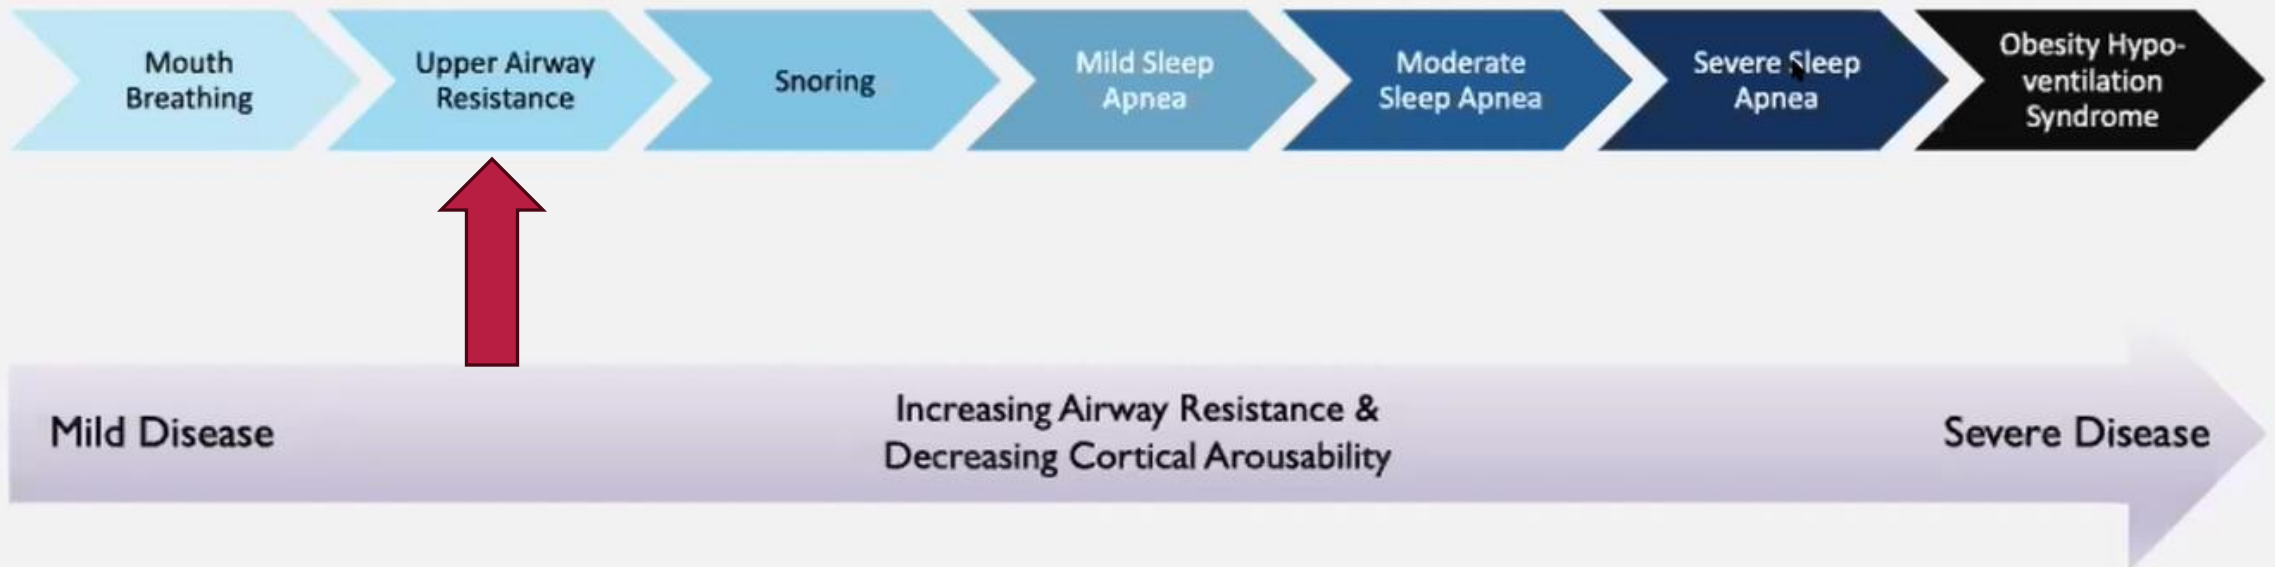 Mouth
Breathing
Upper Airway
Resistance
Snoring
Mild Sleep
Apnea
Moderate
Sleep Apnea
Severe Sleep
Apnea
Obesity Hypo-
ventilation
Syndrome
Mild Disease
Increasing Airway Resistance &
Decreasing Cortical Arousability
Severe Disease